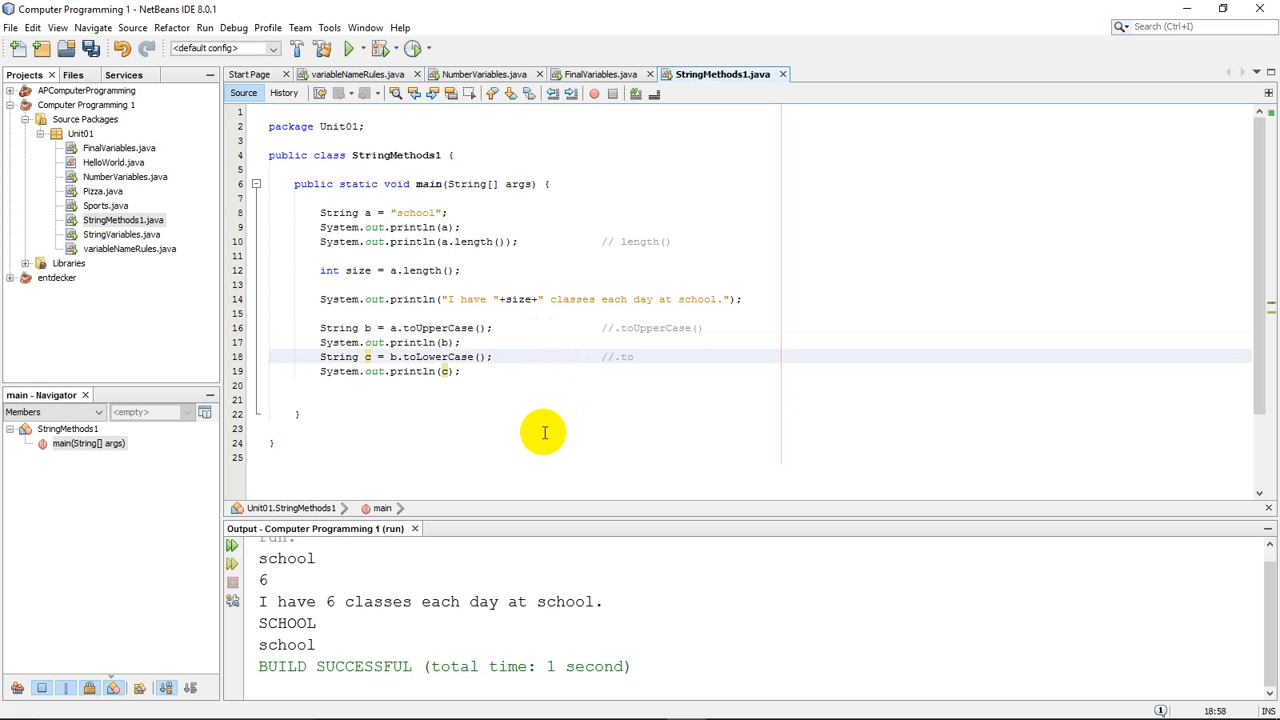 Computer Programming 1 - NetBeans IDE 8.0.1
File Edit View Navigate Source Refactor Run Debug Profile Team Tools Window Help
<default config>
Search (Ctrl+I)
Projects Files Services
APComputerProgramming
Computer Programming 1
Source Packages
Unit01
FinalVariables.java
HelloWorld.java
NumberVariables.java
Pizza.java
Sports.java
StringMethods1.java
StringVariables.java
variableNameRules.java
Libraries
entdecker
main - Navigator
Members
<empty>
StringMethods1
main(String[] args)
Start Page variableNameRules.java NumberVariables.java FinalVariables.java StringMethods1.java
Source History
1
2 package Unit01;
3
4 public class StringMethods1 {
5
6 public static void main(String[] args) {
7
8 String a = "school";
9 System.out.println(a);
10 System.out.println(a.length()); // length()
11
12 int size = a.length();
13
14 System.out.println("I have "+size+" classes each day at school.");
15
16 String b = a.toUpperCase(); //.toUpperCase()
17 System.out.println(b);
18 String c = b.toLowerCase(); //.to
19 System.out.println(c);
20
21
22 }
23
24 }
25
Unit01.StringMethods1 main
Output - Computer Programming 1 (run)
run:
school
6
I have 6 classes each day at school.
SCHOOL
school
BUILD SUCCESSFUL (total time: 1 second)
1 18:58 INS